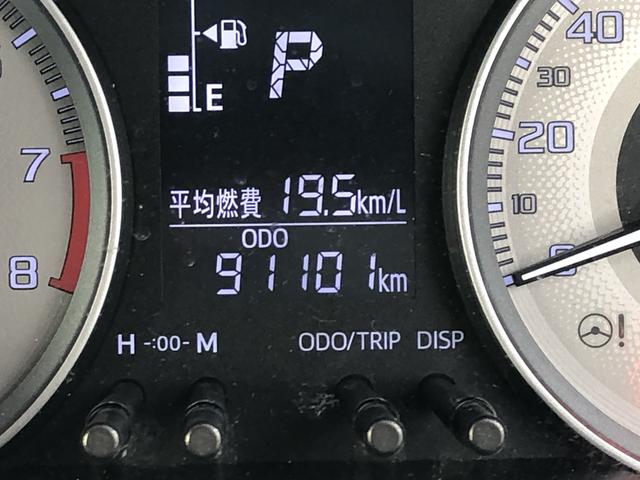 40
30
20
10
0
7
8
P
E
平均燃費 19.5km/L
ODO
91101km
H -:00- M
ODO/TRIP DISP
!